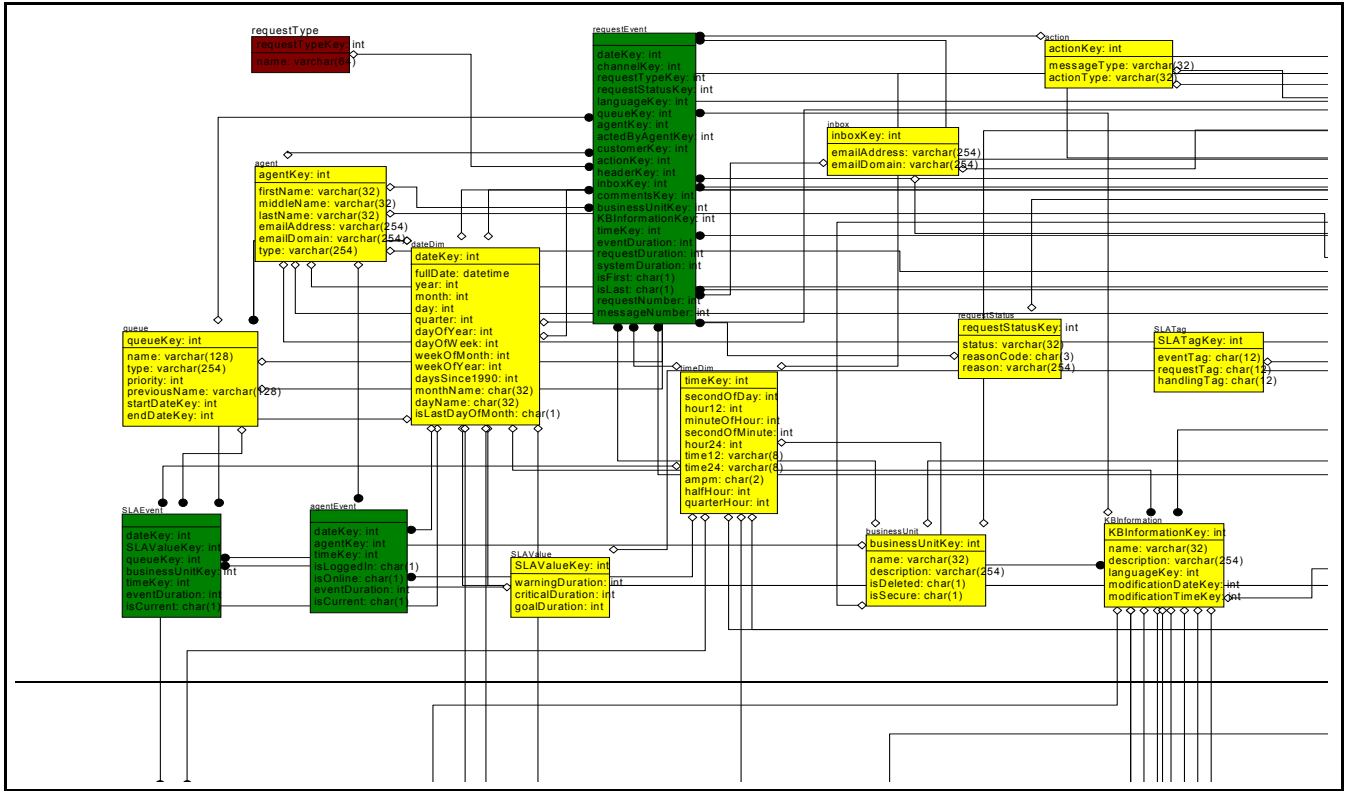 requestType
requestTypeKey: int
name: varchar(64)
requestEvent
dateKey: int
channelKey: int
requestTypeKey: int
requestStatusKey: int
languageKey: int
queueKey: int
agentKey: int
actedByAgentKey: int
customerKey: int
actionKey: int
headerKey: int
inboxKey: int
commentsKey: int
businessUnitKey: int
KBInformationKey: int
timeKey: int
eventDuration: int
requestDuration: int
systemDuration: int
isFirst: char(1)
isLast: char(1)
requestNumber: int
messageNumber: int
action
actionKey: int
messageType: varchar(32)
actionType: varchar(32)
inbox
inboxKey: int
emailAddress: varchar(254)
emailDomain: varchar(254)
agent
agentKey: int
firstName: varchar(32)
middleName: varchar(32)
lastName: varchar(32)
emailAddress: varchar(254)
emailDomain: varchar(254)
type: varchar(254)
dateDim
dateKey: int
fullDate: datetime
year: int
month: int
day: int
quarter: int
dayOfYear: int
dayOfWeek: int
weekOfMonth: int
weekOfYear: int
daysSince1990: int
monthName: char(32)
dayName: char(32)
isLastDayOfMonth: char(1)
queue
queueKey: int
name: varchar(128)
type: varchar(254)
priority: int
previousName: varchar(128)
startDateKey: int
endDateKey: int
requestStatus
requestStatusKey: int
status: varchar(32)
reasonCode: char(3)
reason: varchar(254)
SLATag
SLATagKey: int
eventTag: char(12)
requestTag: char(12)
handlingTag: char(12)
timeDim
timeKey: int
secondOfDay: int
hour12: int
minuteOfHour: int
secondOfMinute: int
hour24: int
time12: varchar(8)
time24: varchar(8)
ampm: char(2)
halfHour: int
quarterHour: int
SLAEvent
dateKey: int
SLAValueKey: int
queueKey: int
businessUnitKey: int
timeKey: int
eventDuration: int
isCurrent: char(1)
agentEvent
dateKey: int
agentKey: int
timeKey: int
isLoggedIn: char(1)
isOnline: char(1)
eventDuration: int
isCurrent: char(1)
SLAValue
SLAValueKey: int
warningDuration: int
criticalDuration: int
goalDuration: int
businessUnit
businessUnitKey: int
name: varchar(32)
description: varchar(254)
isDeleted: char(1)
isSecure: char(1)
KBInformation
KBInformationKey: int
name: varchar(32)
description: varchar(254)
languageKey: int
modificationDateKey: int
modificationTimeKey: int